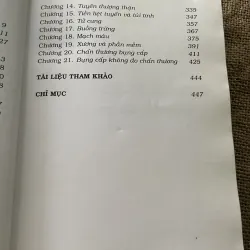 Chương 14. Tuyến thượng thận 335
Chương 15. Tiền liệt tuyến và túi tinh 347
Chương 16. Tử cung 357
Chương 17. Buồng trứng 367
Chương 18. Mạch máu 375
Chương 19. Xương và phần mềm 391
Chương 20. Chấn thương bụng cấp 411
Chương 21. Bụng cấp không do chấn thương 425
TÀI LIỆU THAM KHẢO 444
CHỈ MỤC 447
9
11
27